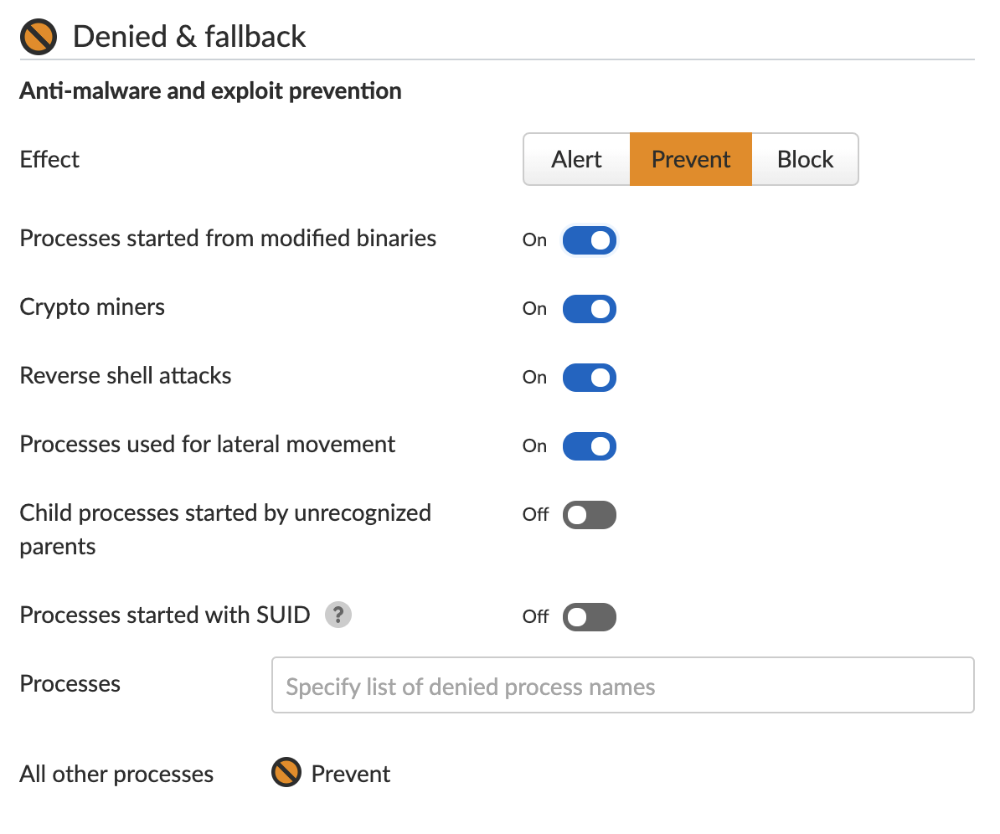 Denied & fallback
Anti-malware and exploit prevention
Effect
Alert Prevent Block
Processes started from modified binaries On
Crypto miners On
Reverse shell attacks On
Processes used for lateral movement On
Child processes started by unrecognized Off
parents
Processes started with SUID ? Off
Processes Specify list of denied process names
All other processes Prevent